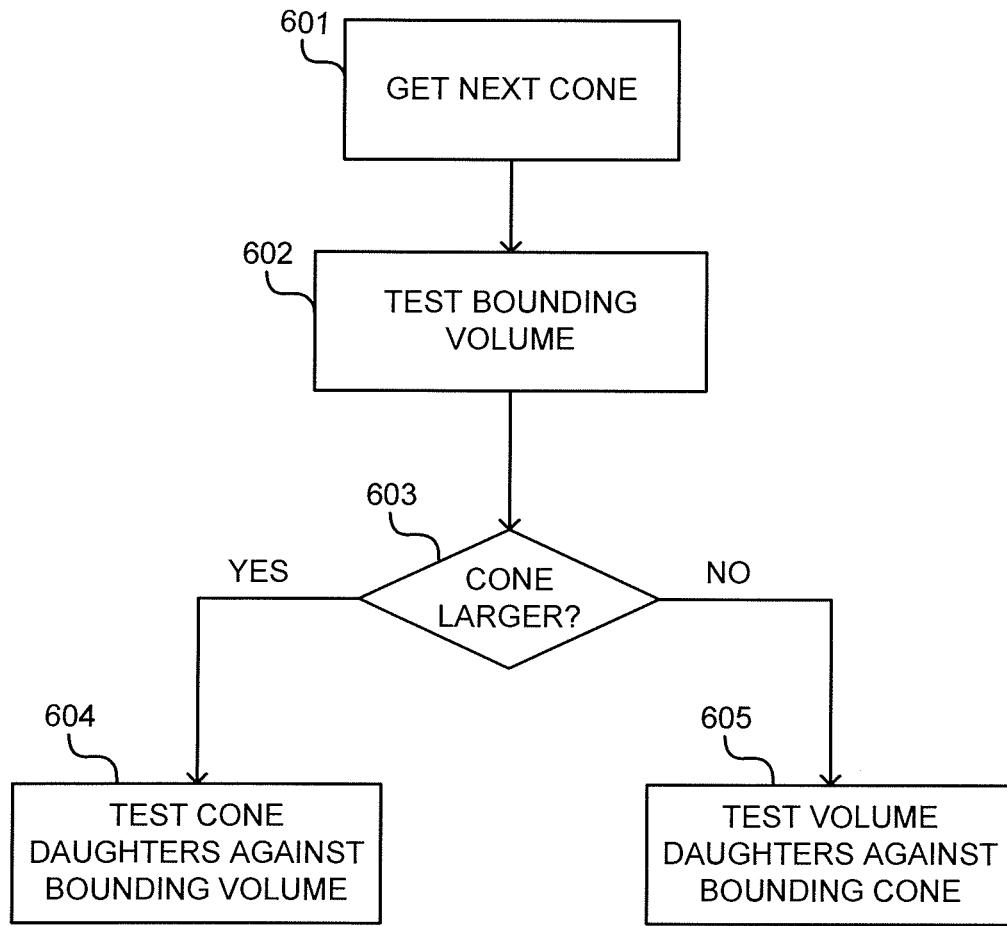 601
GET NEXT CONE
602
TEST BOUNDING
VOLUME
603
YES
CONE
LARGER?
NO
604
TEST CONE
DAUGHTERS AGAINST
BOUNDING VOLUME
605
TEST VOLUME
DAUGHTERS AGAINST
BOUNDING CONE